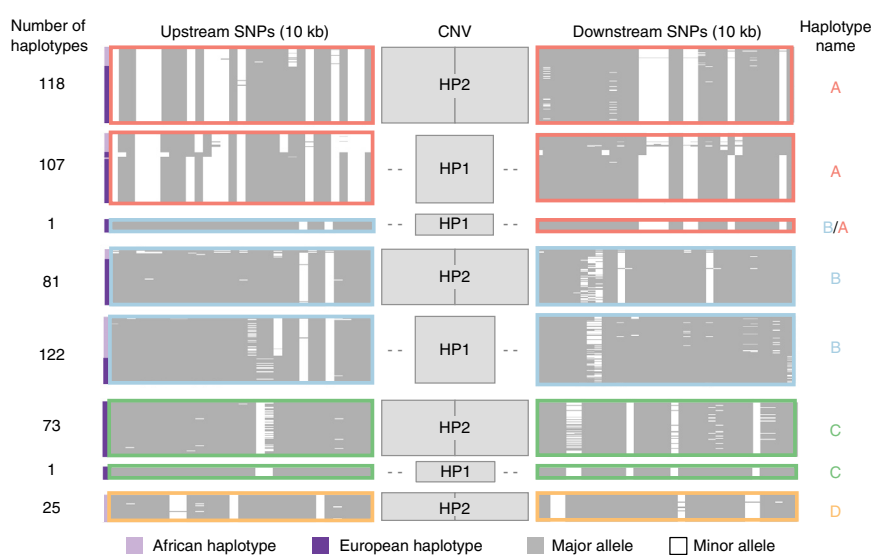 Number of haplotypes
Upstream SNPs (10 kb)
CNV
Downstream SNPs (10 kb)
Haplotype name
118
HP2
A
107
HP1
A
1
HP1
B/A
81
HP2
B
122
HP1
B
73
HP2
C
1
HP1
C
25
HP2
D
African haplotype
European haplotype
Major allele
Minor allele